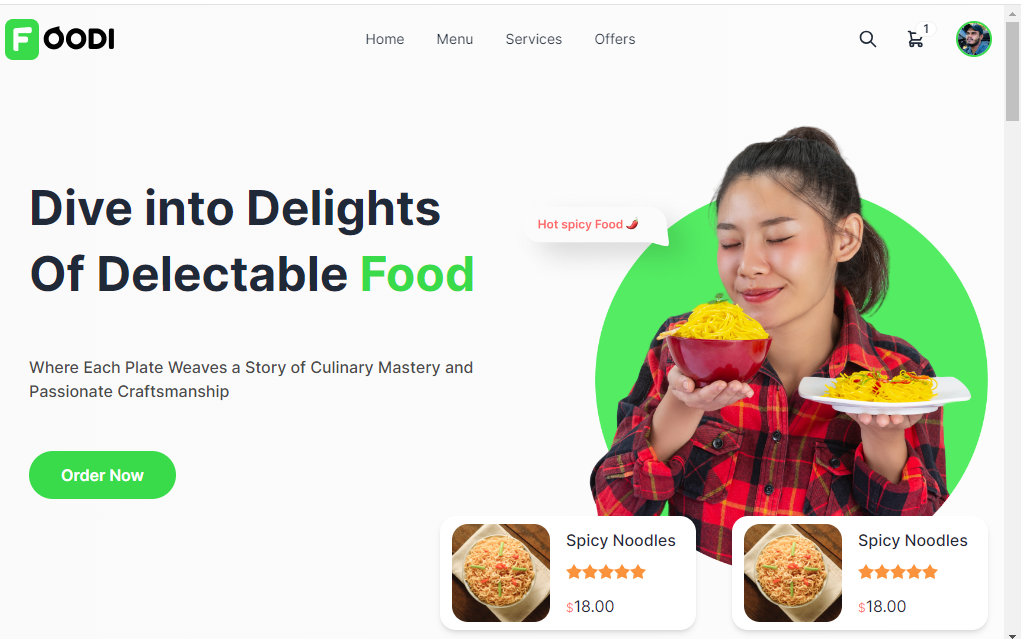 FOODI
Home
Menu
Services
Offers
1
Dive into Delights
Of Delectable Food
Hot spicy Food🌶️
Where Each Plate Weaves a Story of Culinary Mastery and
Passionate Craftsmanship
Order Now
Spicy Noodles
$18.00
Spicy Noodles
$18.00